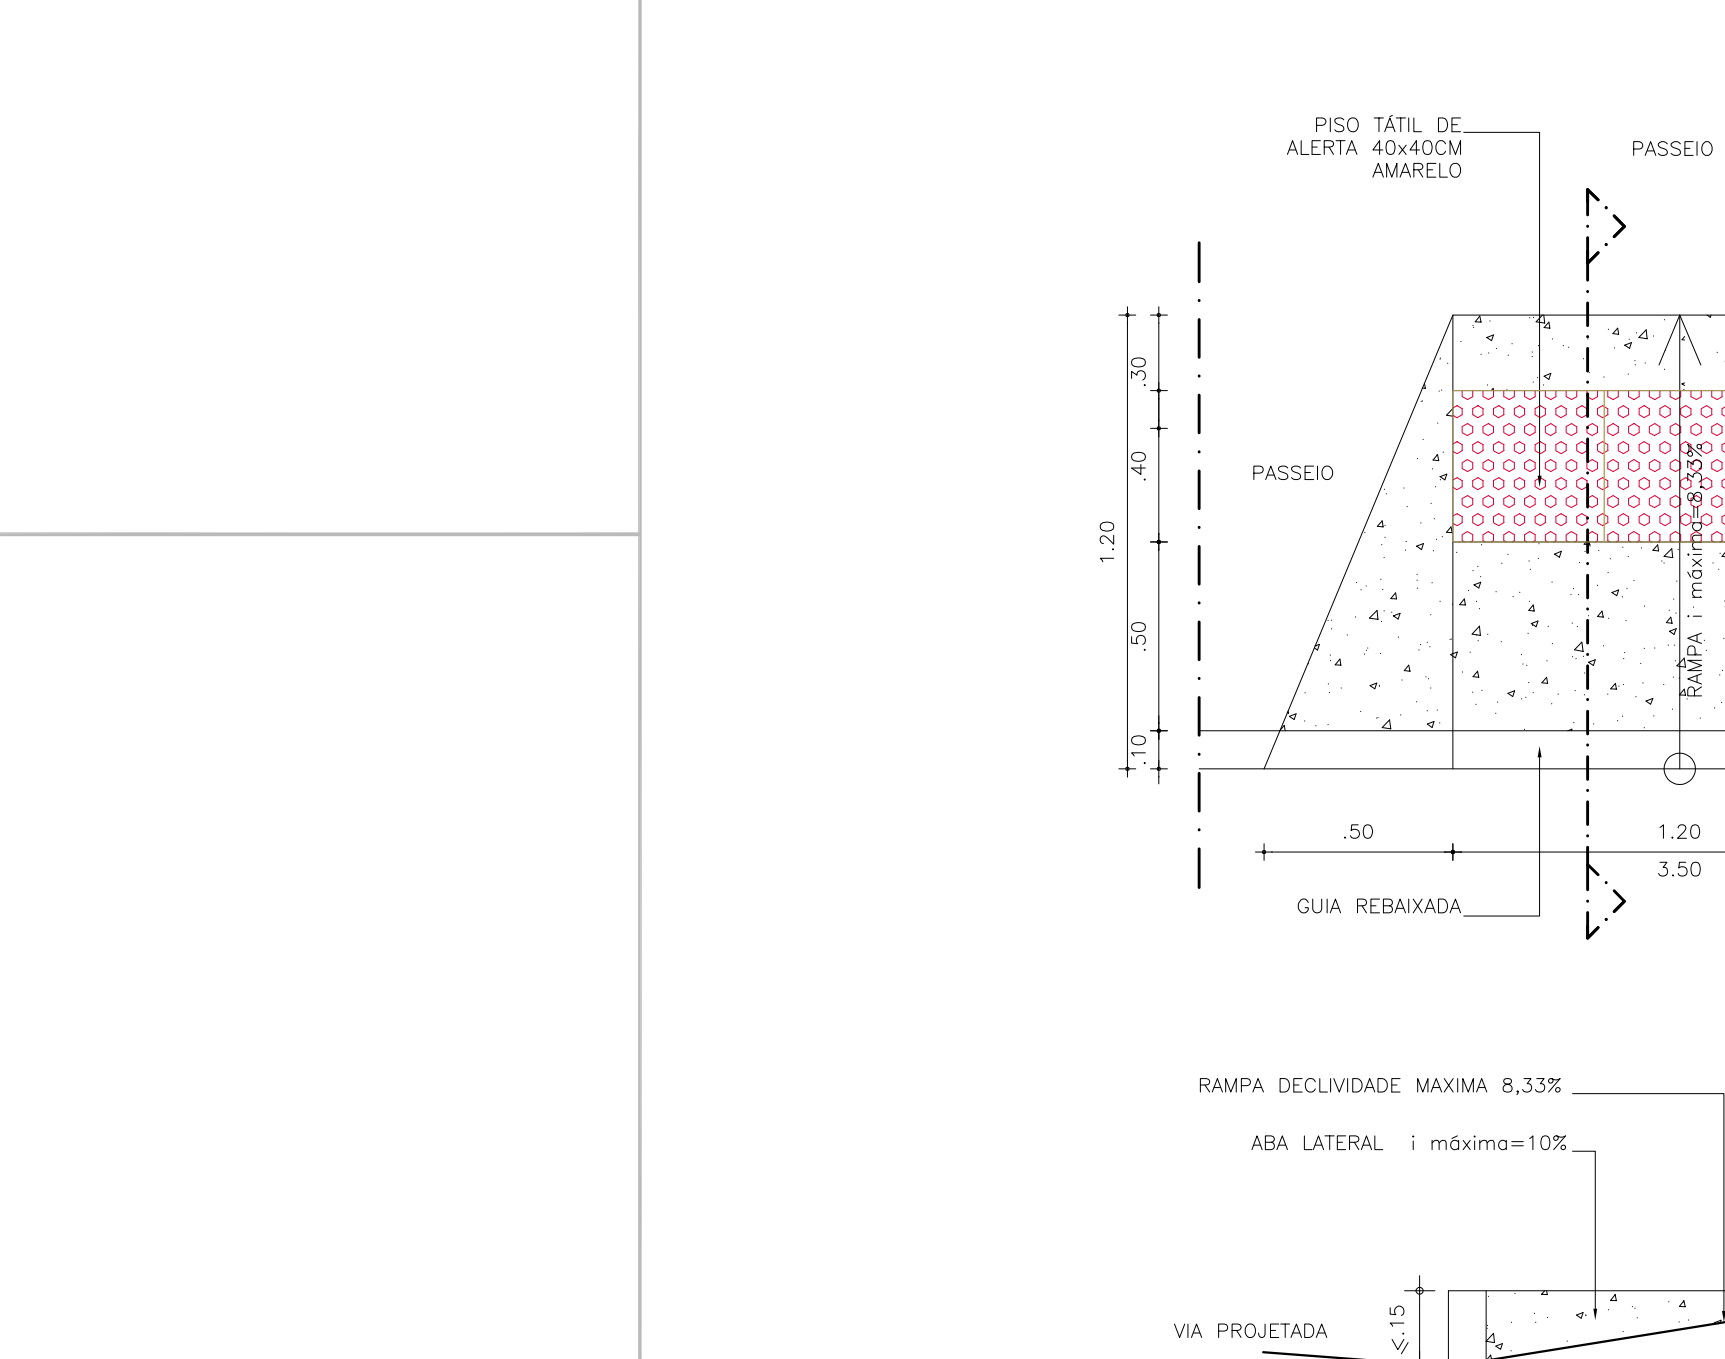 PISO TÁTIL DE
ALERTA 40x40CM
AMARELO
PASSEIO
.30
.40
PASSEIO
1.20
RAMPA i máxima=8,33%
.50
.10
.50
1.20
3.50
GUIA REBAIXADA
RAMPA DECLIVIDADE MAXIMA 8,33%
ABA LATERAL i máxima=10%
≤.15
VIA PROJETADA